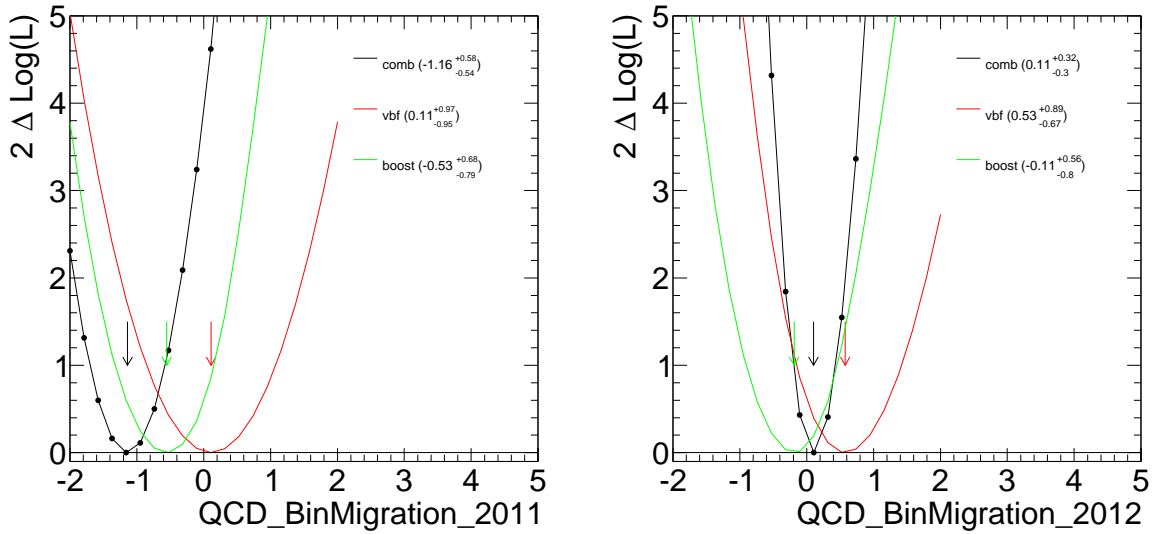 2 Δ Log(L)
5
4
3
2
1
0
comb (-1.16 +0.58 -0.54)
vbf (0.11 +0.97 -0.95)
boost (-0.53 +0.68 -0.79)
-2 -1 0 1 2 3 4 5
QCD_BinMigration_2011
2 Δ Log(L)
5
4
3
2
1
0
comb (0.11 +0.32 -0.3)
vbf (0.53 +0.89 -0.67)
boost (-0.11 +0.56 -0.8)
-2 -1 0 1 2 3 4 5
QCD_BinMigration_2012